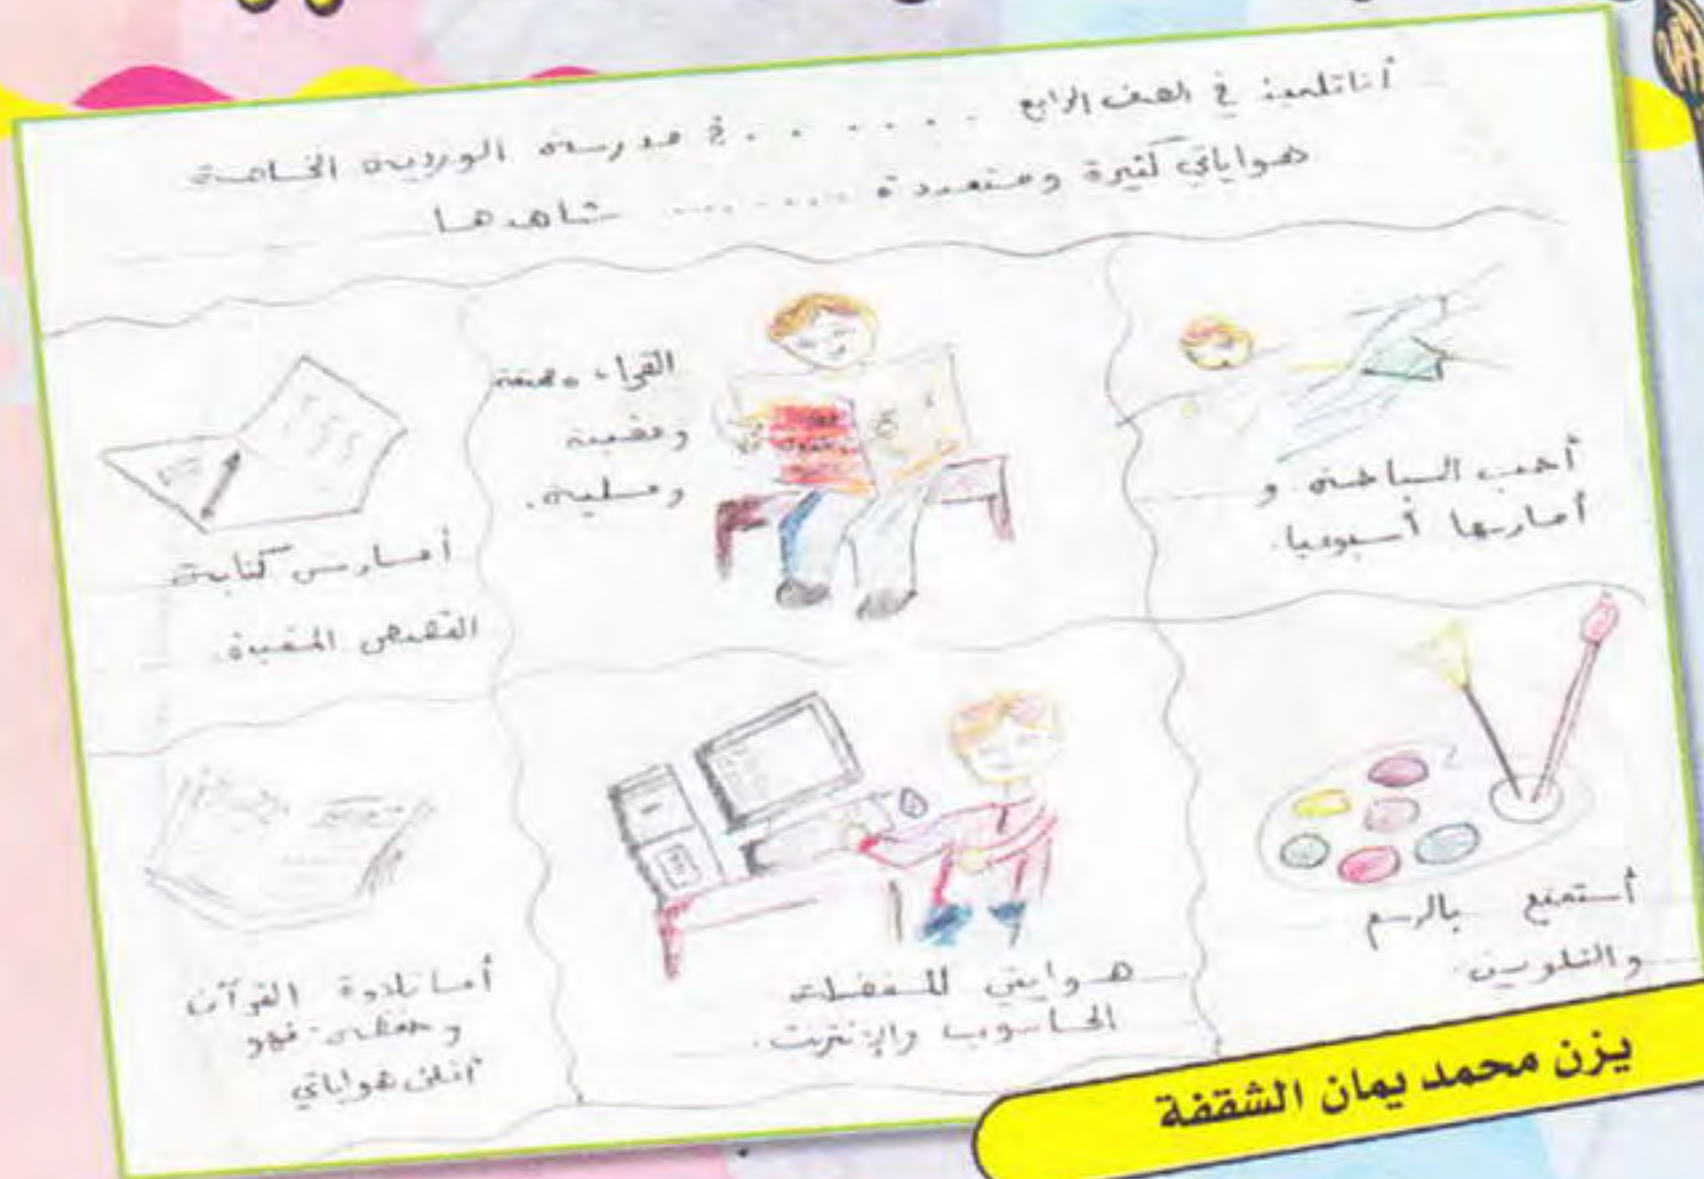 أنا تلميذ في الصف الرابع ....... في مدرسة الوردية الخاصة
هواياتي كثيرة ومتعددة ........ شاهدها
أحب السباحة و
أمارسها أسبوعيا.
القراءة ممتعة
ومفيدة
ومسلية.
أمارس كتابة
القصص المفيدة.
أستمتع بالرسم
والتلوين.
هوايتي المفضلة
الحاسوب والإنترنت.
أما تلاوة القرآن
وحفظه فهو
هواياتي
يزن محمد يمان الشقفة